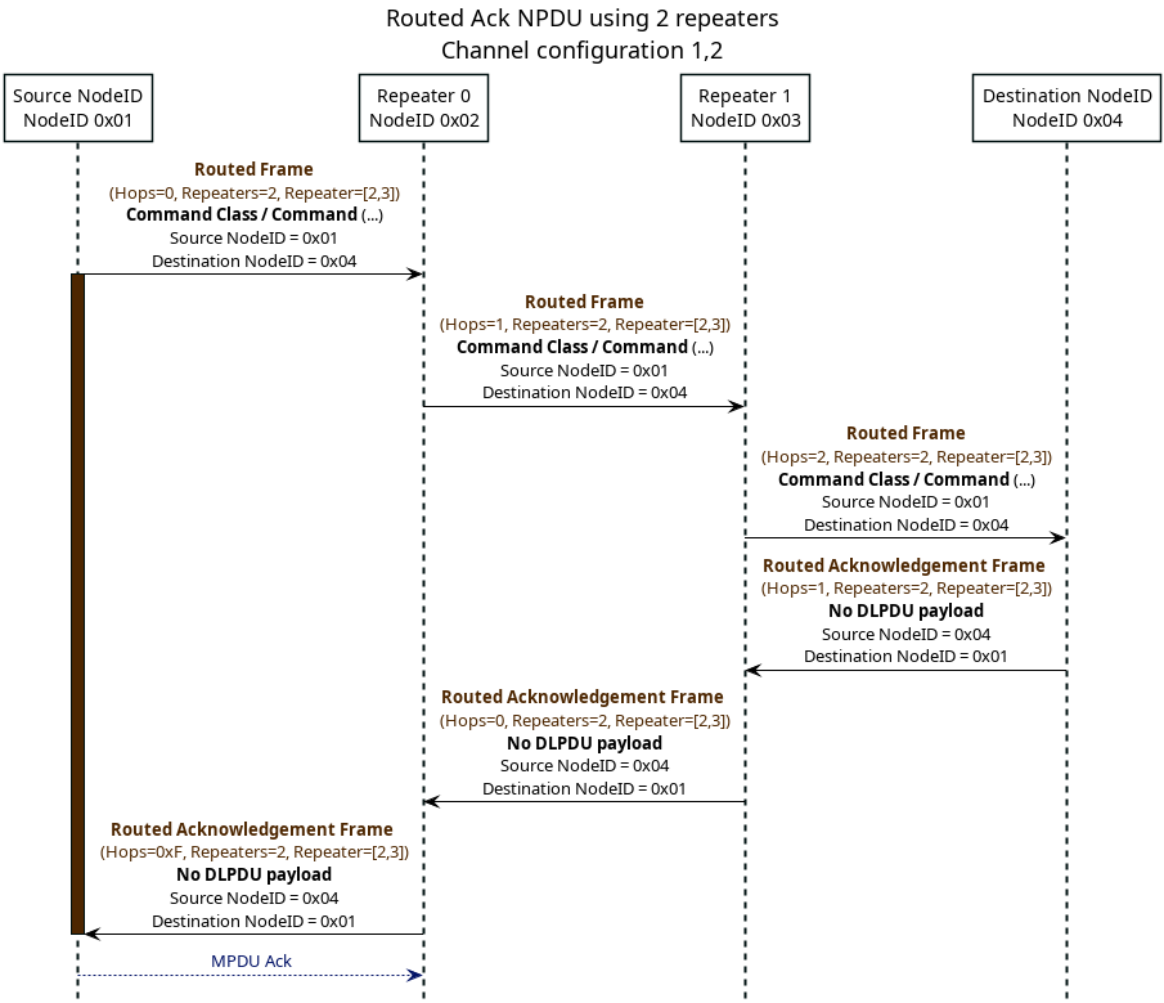 Routed Ack NPDU using 2 repeaters
Channel configuration 1,2
Source NodeID
NodeID 0x01
Repeater 0
NodeID 0x02
Repeater 1
NodeID 0x03
Destination NodeID
NodeID 0x04
Routed Frame
(Hops=0, Repeaters=2, Repeater=[2,3])
Command Class / Command (...)
Source NodeID = 0x01
Destination NodeID = 0x04
Routed Frame
(Hops=1, Repeaters=2, Repeater=[2,3])
Command Class / Command (...)
Source NodeID = 0x01
Destination NodeID = 0x04
Routed Frame
(Hops=2, Repeaters=2, Repeater=[2,3])
Command Class / Command (...)
Source NodeID = 0x01
Destination NodeID = 0x04
Routed Acknowledgement Frame
(Hops=1, Repeaters=2, Repeater=[2,3])
No DLPDU payload
Source NodeID = 0x04
Destination NodeID = 0x01
Routed Acknowledgement Frame
(Hops=0, Repeaters=2, Repeater=[2,3])
No DLPDU payload
Source NodeID = 0x04
Destination NodeID = 0x01
Routed Acknowledgement Frame
(Hops=0xF, Repeaters=2, Repeater=[2,3])
No DLPDU payload
Source NodeID = 0x04
Destination NodeID = 0x01
MPDU Ack